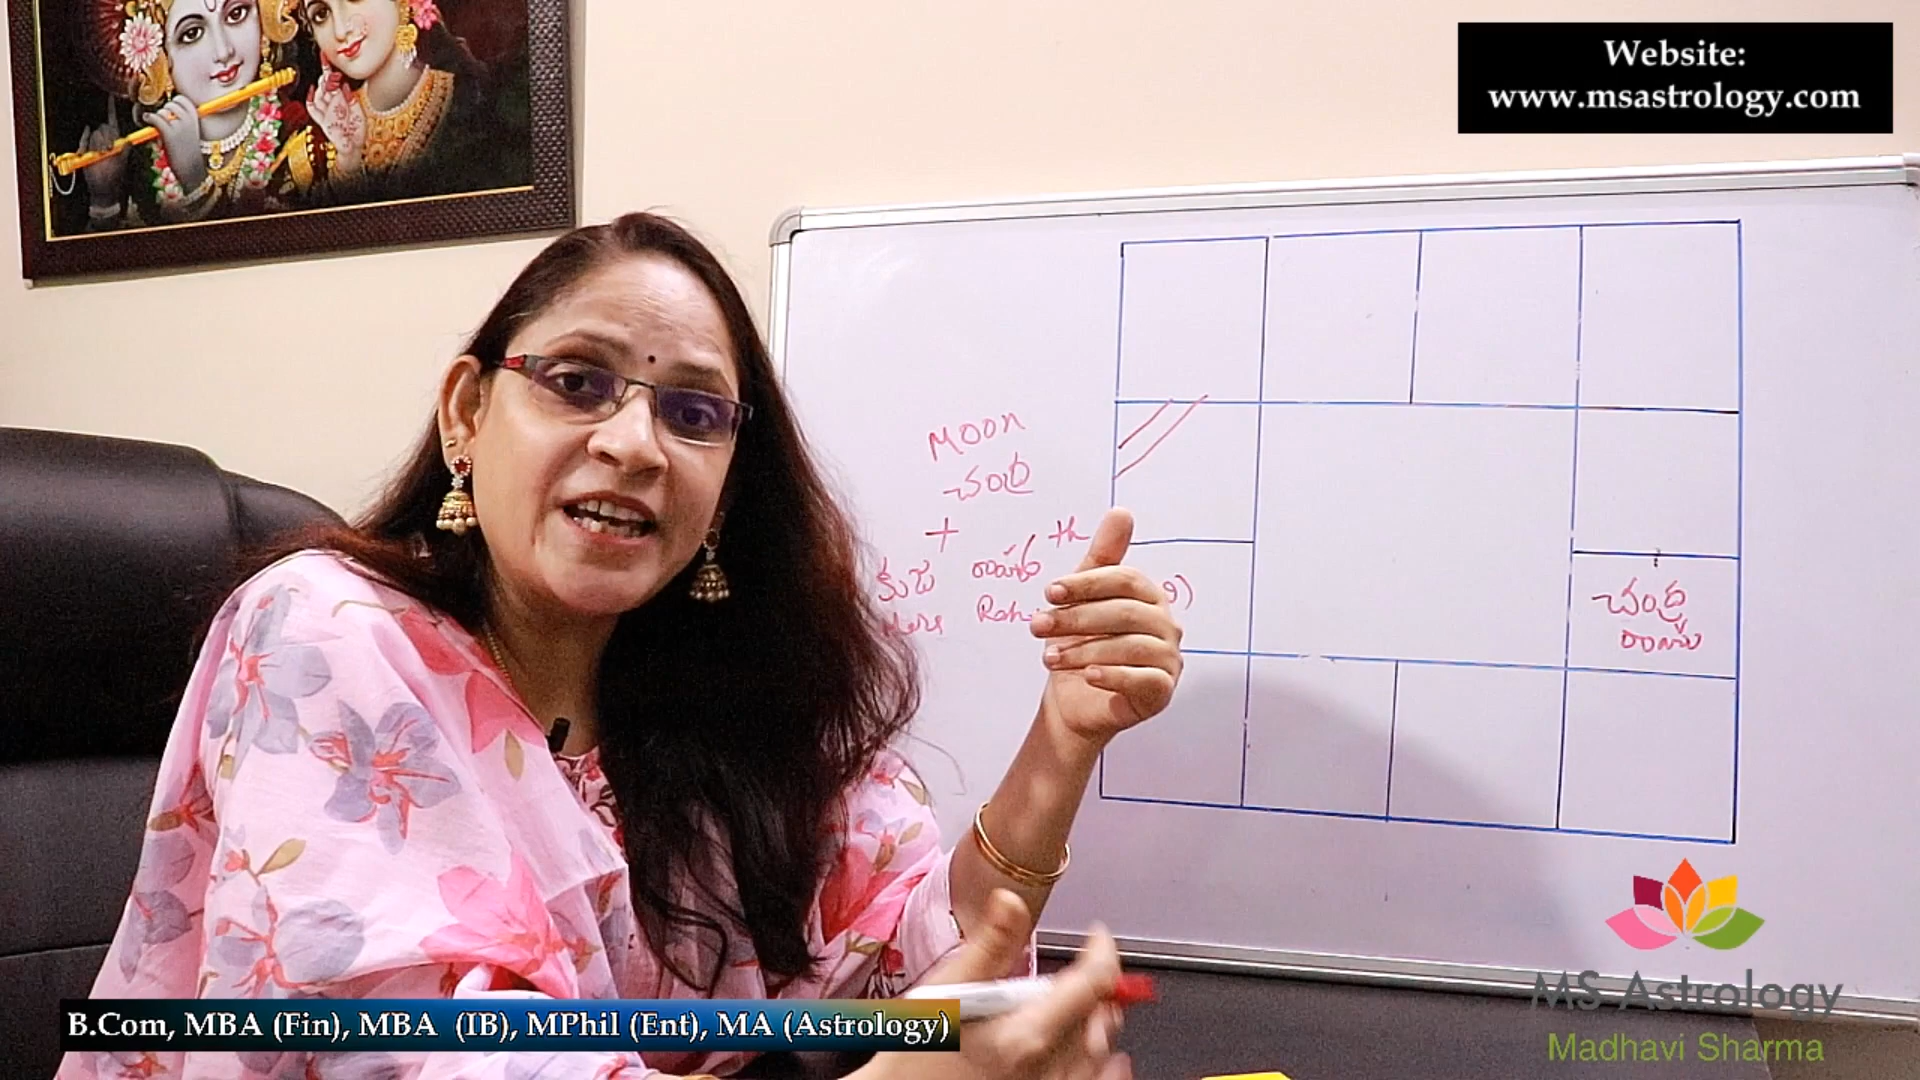 Website:
www.msastrology.com
Moon
చంద్ర
+
కుజ రాహు th
Mars
చంద్ర
రాహు
MS Astrology
Madhavi Sharma
B.Com, MBA (Fin), MBA (IB), MPhil (Ent), MA (Astrology)